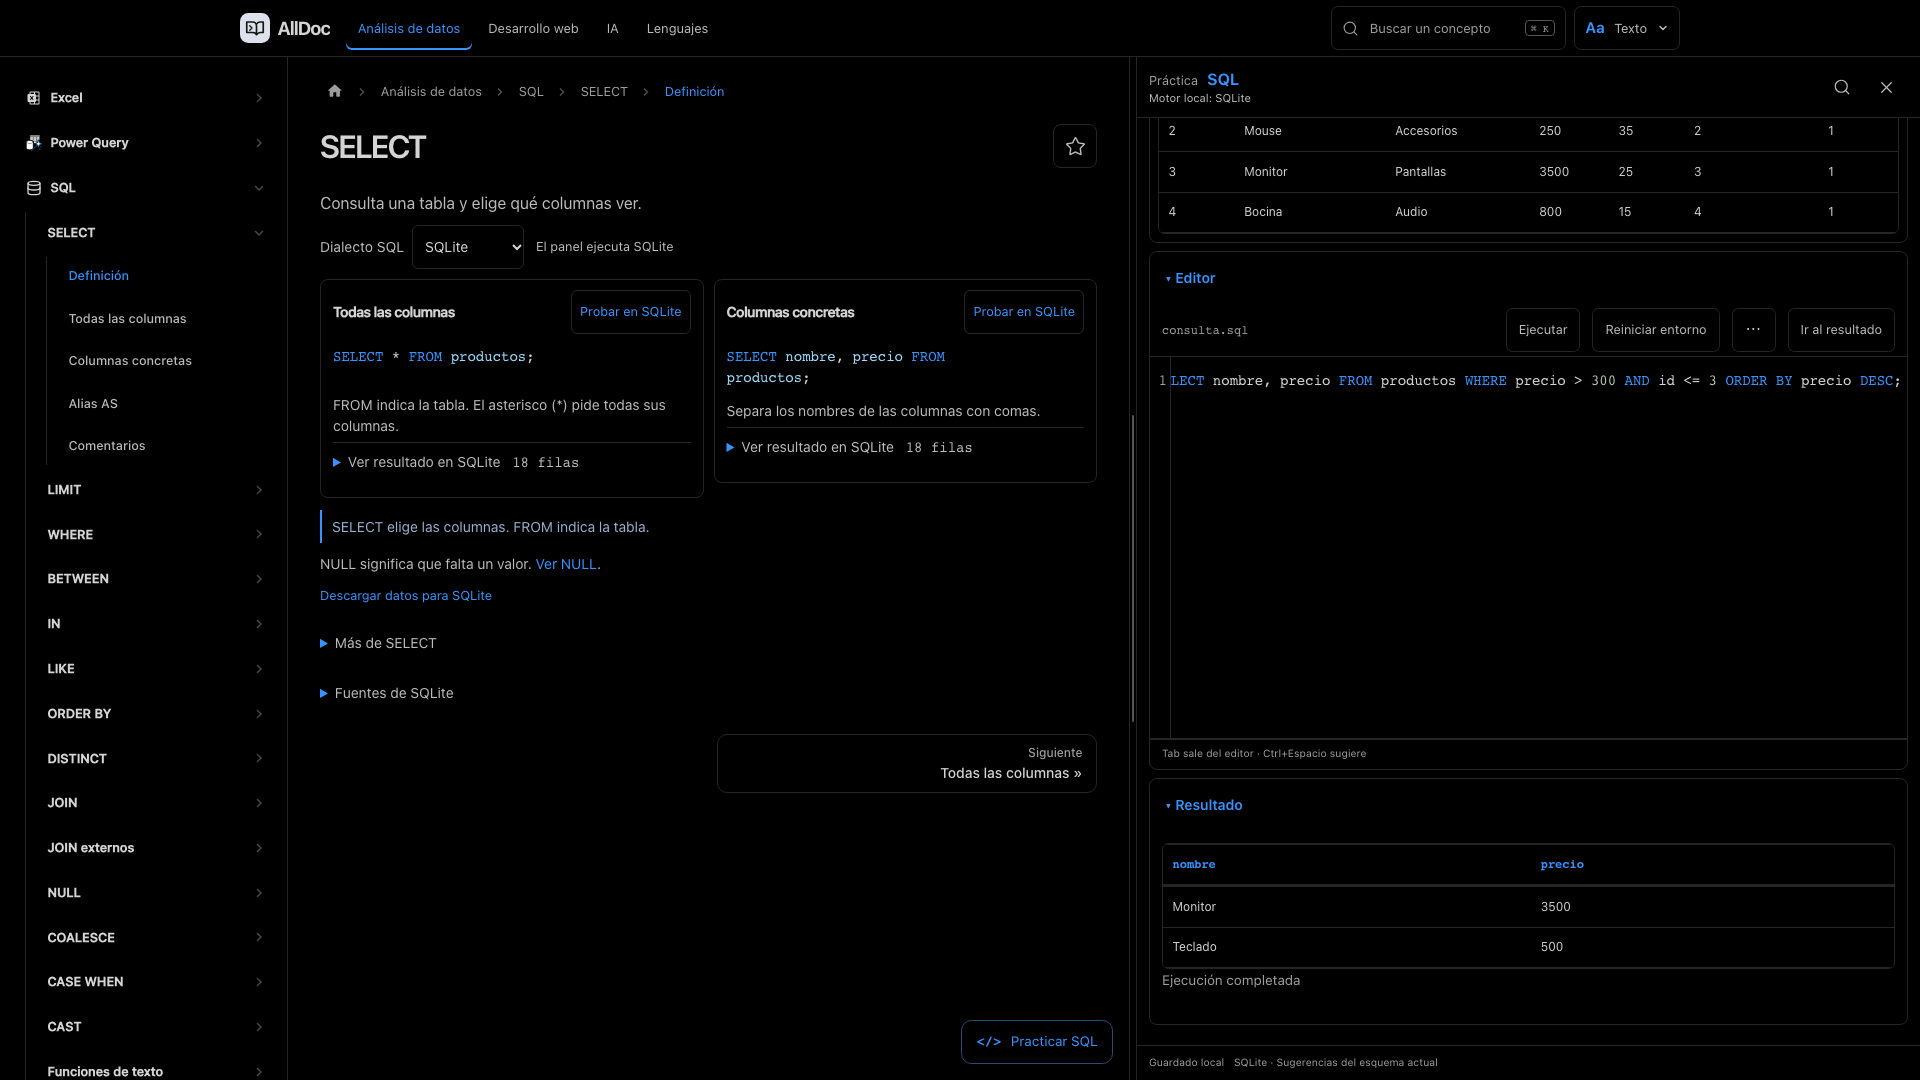 AllDoc
Análisis de datos
Desarrollo web
IA
Lenguajes
Buscar un concepto
⌘ K
Aa Texto
Excel
Power Query
SQL
SELECT
Definición
Todas las columnas
Columnas concretas
Alias AS
Comentarios
LIMIT
WHERE
BETWEEN
IN
LIKE
ORDER BY
DISTINCT
JOIN
JOIN externos
NULL
COALESCE
CASE WHEN
CAST
Funciones de texto
Análisis de datos > SQL > SELECT > Definición
SELECT
Consulta una tabla y elige qué columnas ver.
Dialecto SQL SQLite El panel ejecuta SQLite
Todas las columnas
Probar en SQLite
SELECT * FROM productos;
FROM indica la tabla. El asterisco (*) pide todas sus
columnas.
Ver resultado en SQLite 18 filas
Columnas concretas
Probar en SQLite
SELECT nombre, precio FROM
productos;
Separa los nombres de las columnas con comas.
Ver resultado en SQLite 18 filas
SELECT elige las columnas. FROM indica la tabla.
NULL significa que falta un valor. Ver NULL.
Descargar datos para SQLite
Más de SELECT
Fuentes de SQLite
Siguiente
Todas las columnas »
</> Practicar SQL
Práctica SQL
Motor local: SQLite
2 Mouse Accesorios 250 35 2 1
3 Monitor Pantallas 3500 25 3 1
4 Bocina Audio 800 15 4 1
Editor
consulta.sql
Ejecutar
Reiniciar entorno
...
Ir al resultado
1 LECT nombre, precio FROM productos WHERE precio > 300 AND id <= 3 ORDER BY precio DESC;
Tab sale del editor · Ctrl+Espacio sugiere
Resultado
nombre precio
Monitor 3500
Teclado 500
Ejecución completada
Guardado local SQLite · Sugerencias del esquema actual